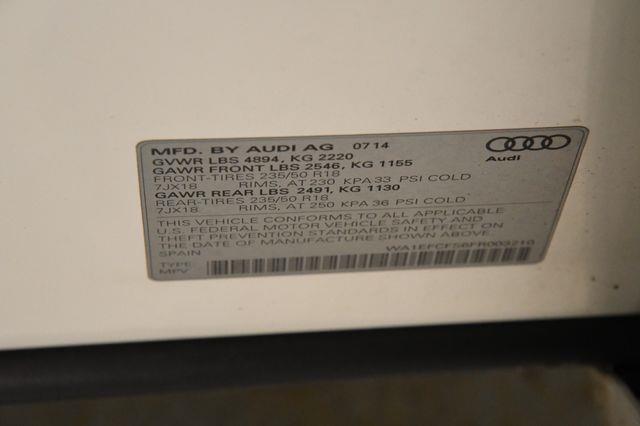 MFD. BY AUDI AG 07 14
GVWR LBS 4894, KG 2220
GAWR FRONT LBS 2546, KG 1155
FRONT-TIRES 235/50 R18
7JX18 RIMS, AT 230 KPA 33 PSI COLD
GAWR REAR LBS 2491, KG 1130
REAR-TIRES 235/50 R18
7JX18 RIMS, AT 250 KPA 36 PSI COLD
THIS VEHICLE CONFORMS TO ALL APPLICABLE
U.S. FEDERAL MOTOR VEHICLE SAFETY AND
THEFT PREVENTION STANDARDS IN EFFECT ON
THE DATE OF MANUFACTURE SHOWN ABOVE.
SPAIN WA1EFCFS6FR003210
TYPE:
MPV
Audi